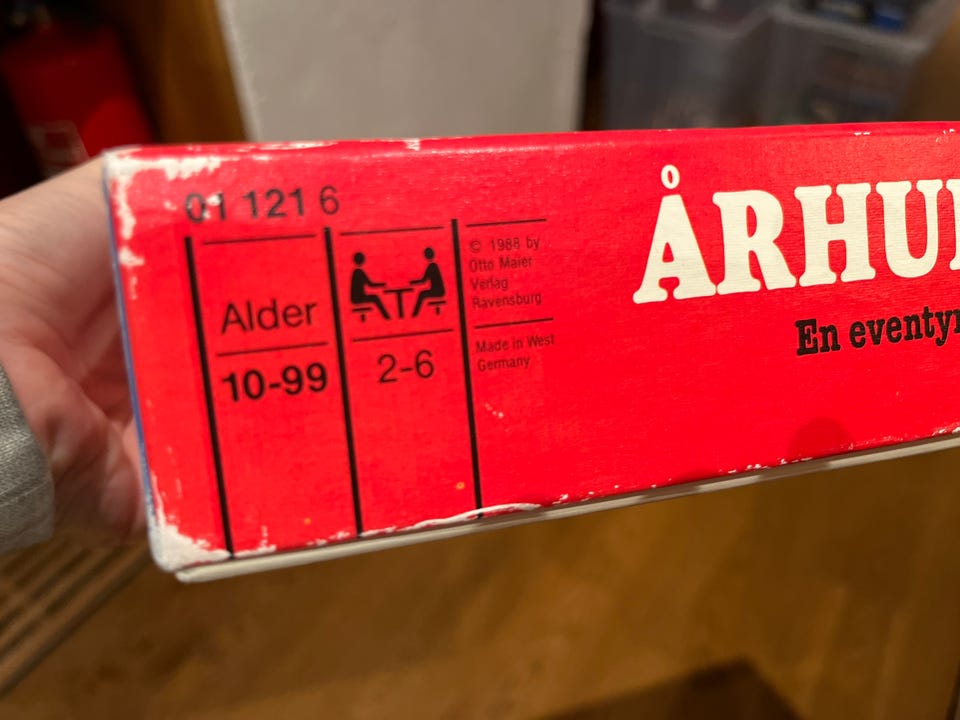 01 121 6
Alder
10-99
2-6
© 1988 by
Otto Maier
Verlag
Ravensburg
Made in West
Germany
ÅRHU
En eventyr